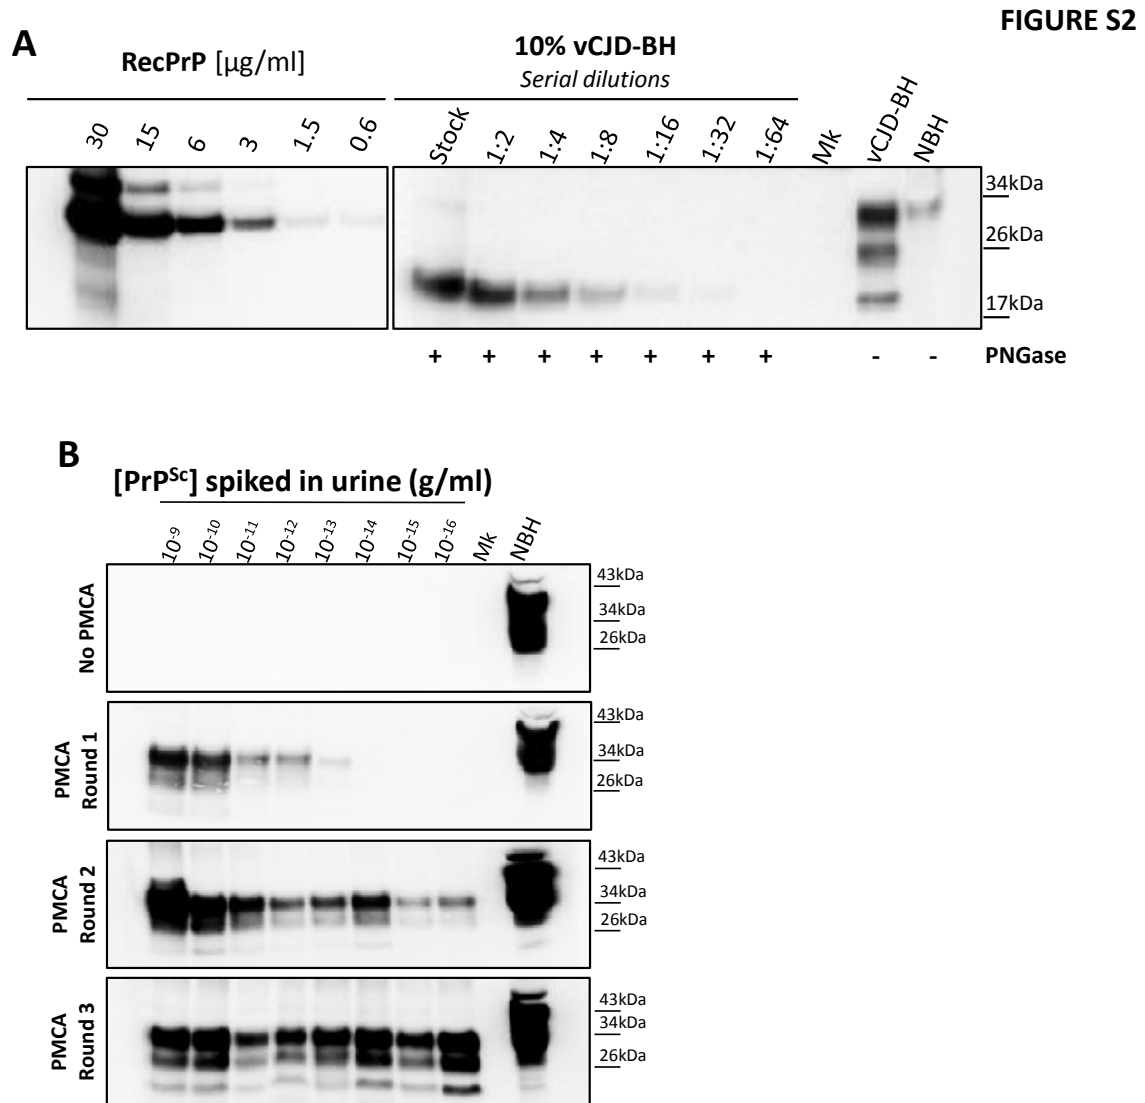 FIGURE S2
A
RecPrP [µg/ml]
10% vCJD-BH
Serial dilutions
30 15 6 3 1.5 0.6 Stock 1:2 1:4 1:8 1:16 1:32 1:64 Mk vCJD-BH NBH
34kDa
26kDa
17kDa
+ + + + + + + - - PNGase
B
[PrPSc] spiked in urine (g/ml)
10-9 10-10 10-11 10-12 10-13 10-14 10-15 10-16 Mk NBH
No PMCA
43kDa
34kDa
26kDa
PMCA
Round 1
43kDa
34kDa
26kDa
PMCA
Round 2
43kDa
34kDa
26kDa
PMCA
Round 3
43kDa
34kDa
26kDa